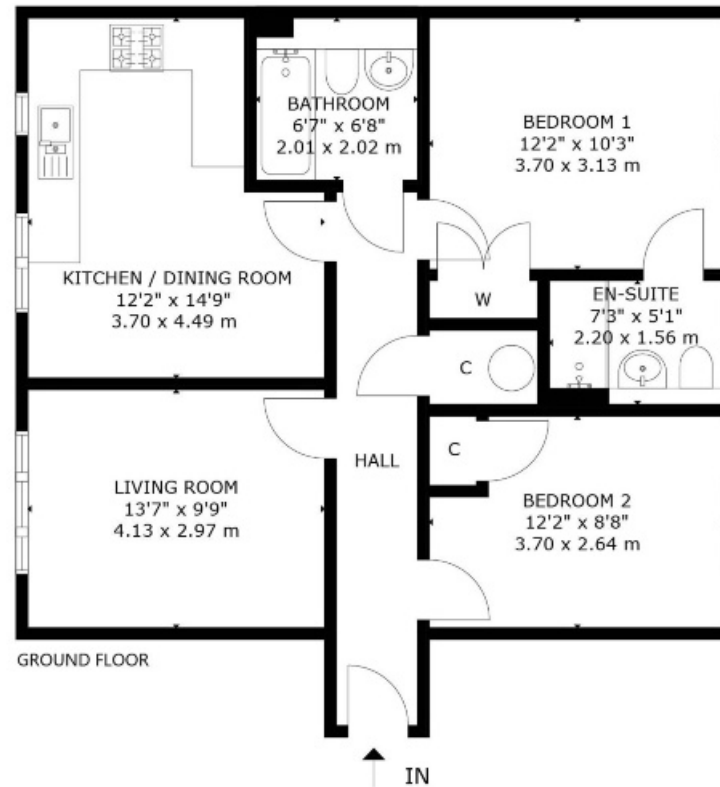 BATHROOM
6'7" x 6'8"
2.01 x 2.02 m
BEDROOM 1
12'2" x 10'3"
3.70 x 3.13 m
KITCHEN / DINING ROOM
12'2" x 14'9"
3.70 x 4.49 m
W
EN-SUITE
7'3" x 5'1"
2.20 x 1.56 m
C
HALL
C
LIVING ROOM
13'7" x 9'9"
4.13 x 2.97 m
BEDROOM 2
12'2" x 8'8"
3.70 x 2.64 m
GROUND FLOOR
IN